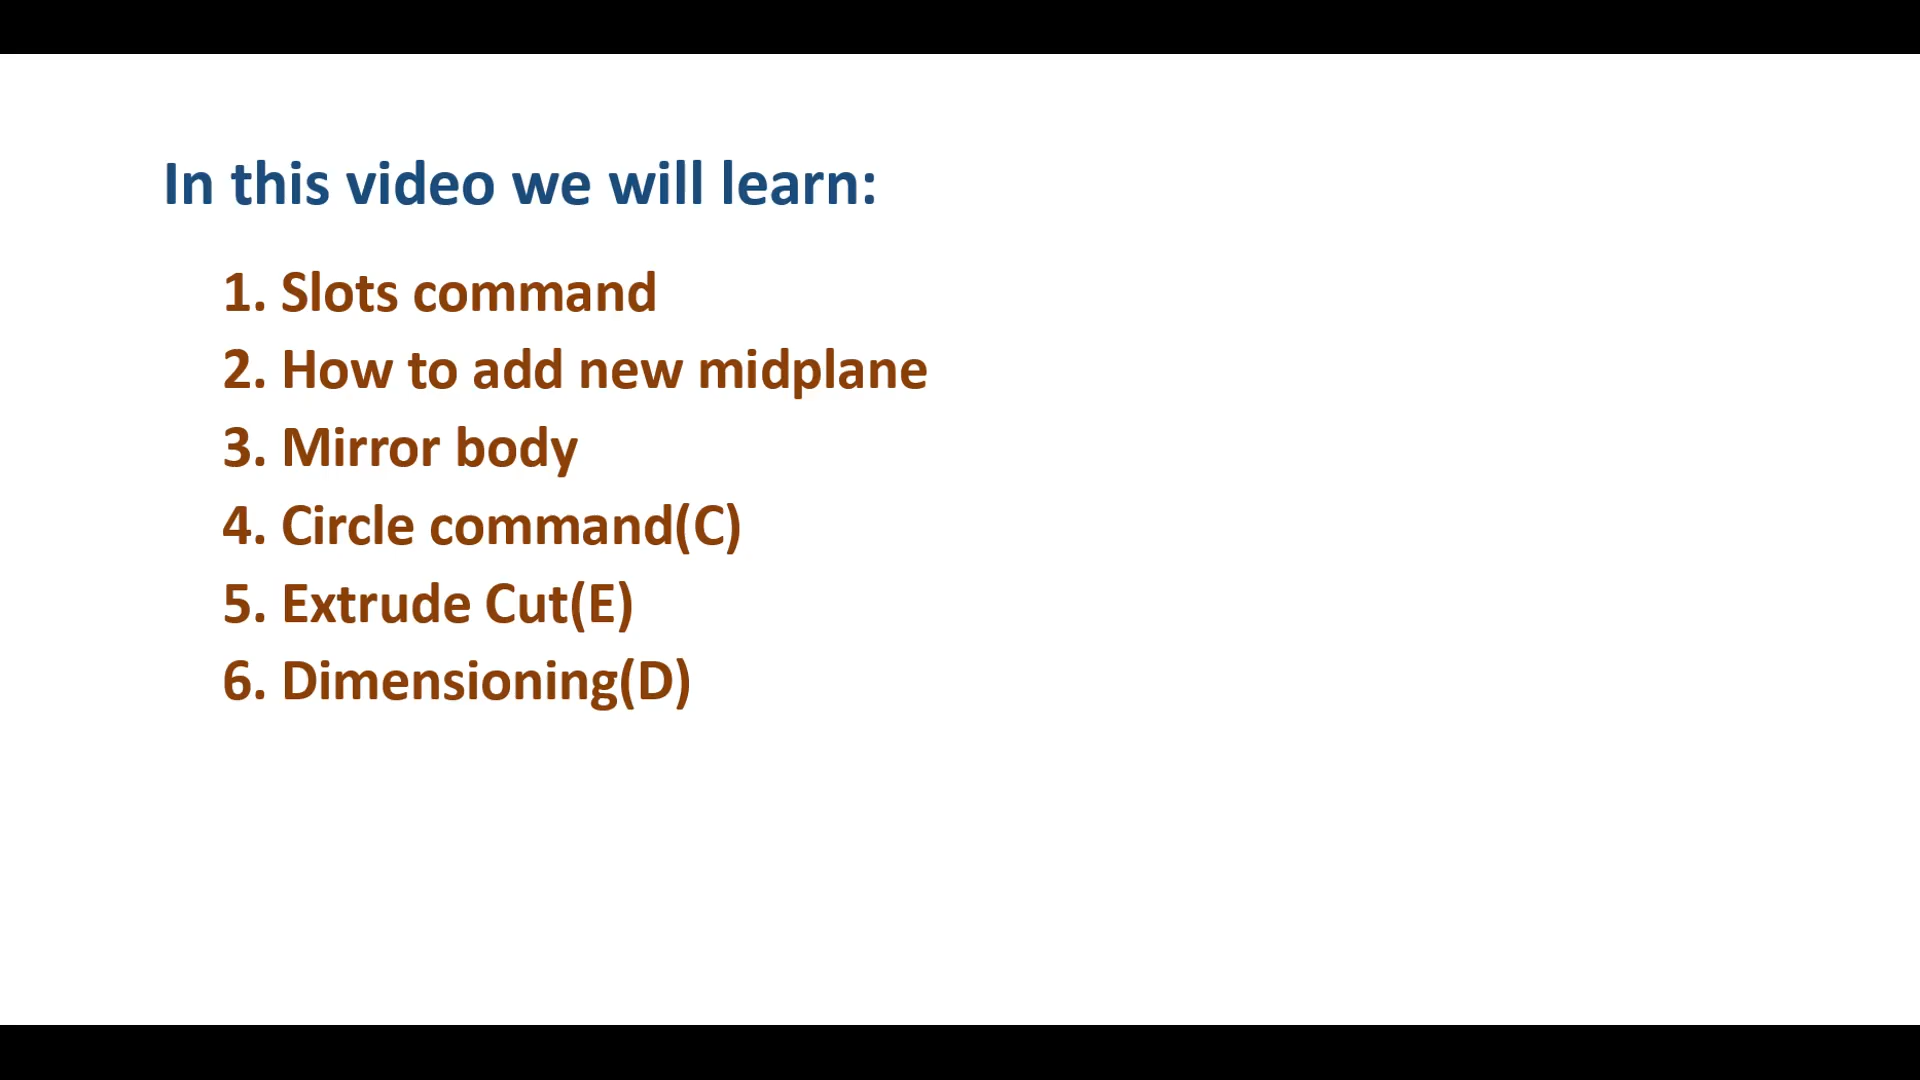 In this video we will learn:
1. Slots command
2. How to add new midplane
3. Mirror body
4. Circle command(C)
5. Extrude Cut(E)
6. Dimensioning(D)